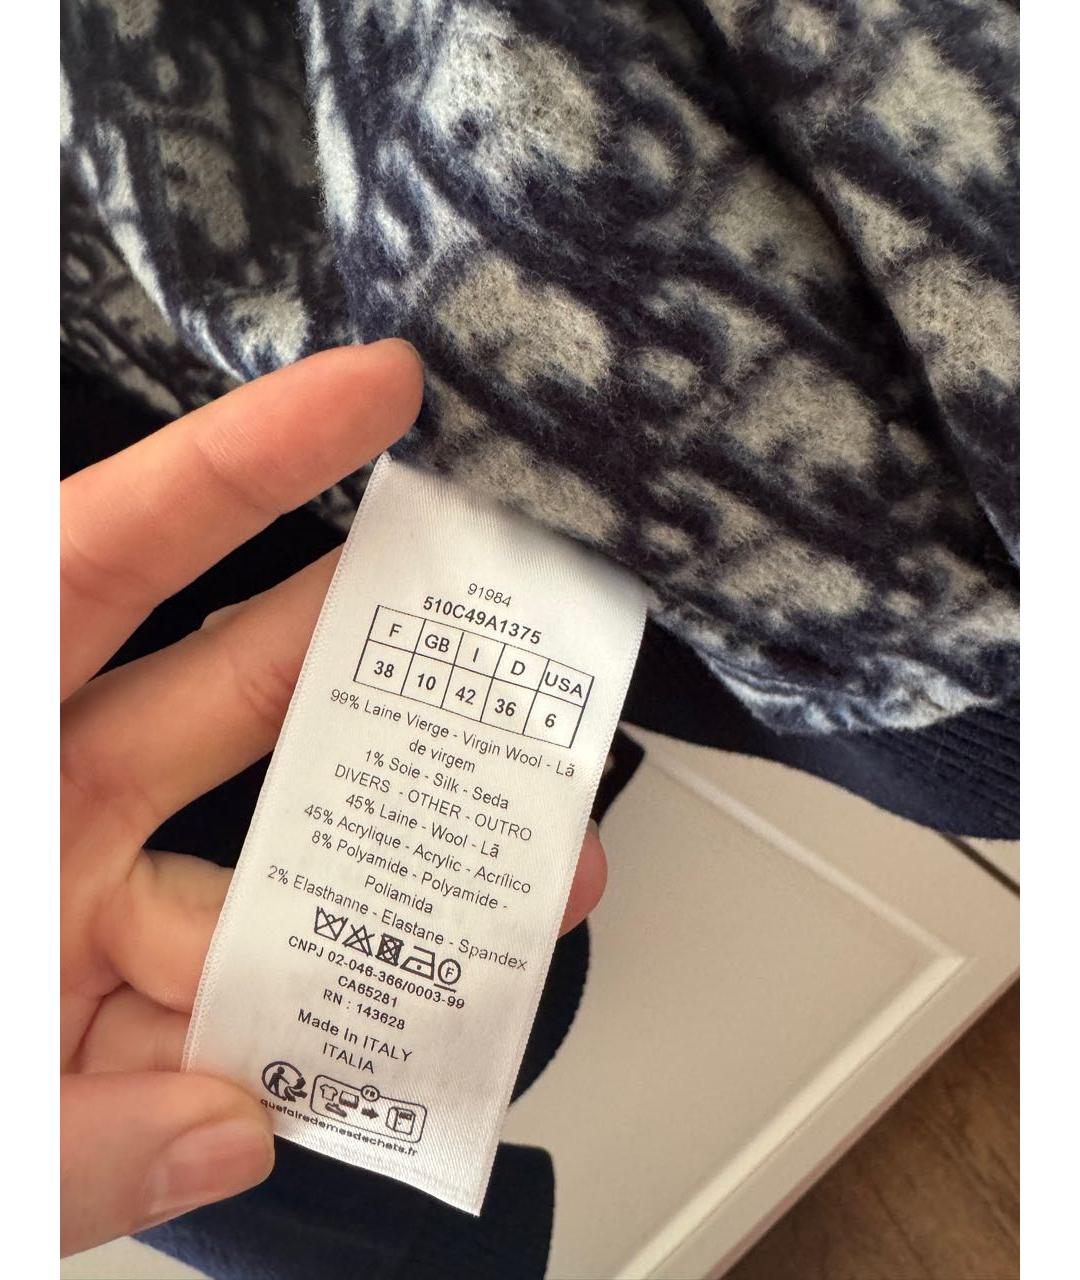 91984
510C49A1375
F GB I D USA
38 10 42 36 6
99% Laine Vierge - Virgin Wool - Lã
de virgem
1% Soie - Silk - Seda
DIVERS - OTHER - OUTRO
45% Laine - Wool - Lã
45% Acrylique - Acrylic - Acrílico
8% Polyamide - Polyamide -
Poliamida
2% Elasthanne - Elastane - Spandex
F
CNPJ 02-046-366/0003-99
CA65281
RN : 143628
Made In ITALY
ITALIA
FR
quefairedemesdechets.fr